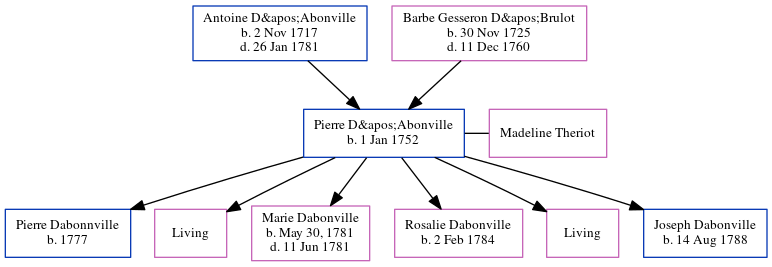 Antoine D&apos;Abonville
b. 2 Nov 1717
d. 26 Jan 1781
Barbe Gesseron D&apos;Brulot
b. 30 Nov 1725
d. 11 Dec 1760
Pierre D&apos;Abonville
b. 1 Jan 1752
Madeline Theriot
Pierre Dabonnville
b. 1777
Living
Marie Dabonville
b. May 30, 1781
d. 11 Jun 1781
Rosalie Dabonville
b. 2 Feb 1784
Living
Joseph Dabonville
b. 14 Aug 1788